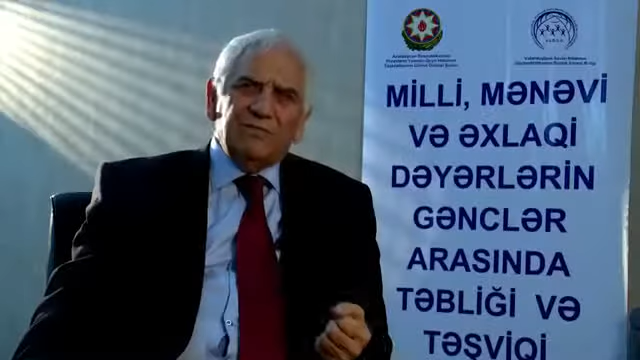 MİLLİ, MƏNƏVİ
VƏ ƏXLAQİ
DƏYƏRLƏRİN
GƏNCLƏR
ARASINDA
TƏBLİĞİ VƏ
TƏŞVİQİ